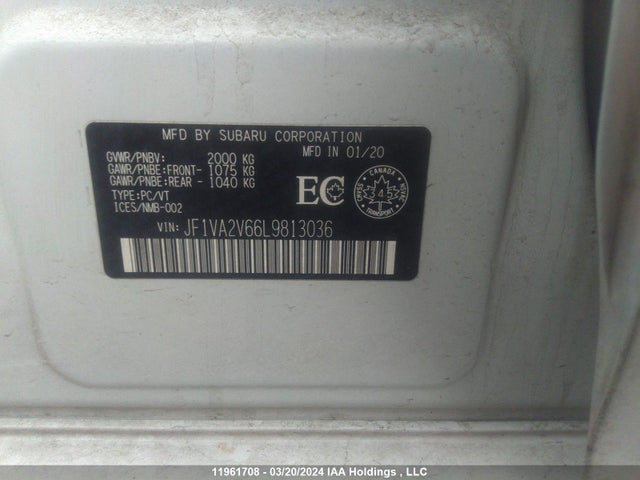 MFD BY SUBARU CORPORATION
MFD IN 01/20
GVWR/PNBV: 2000 KG
GAWR/PNBE:FRONT- 1075 KG
GAWR/PNBE:REAR - 1040 KG
TYPE:PC/VT
ICES/NMB-002
EC
CANADA
TRANSPORT
VIN: JF1VA2V66L9813036
11961708 - 03/20/2024 IAA Holdings , LLC